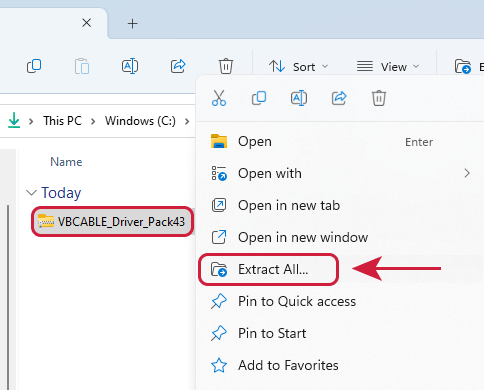 Sort
View
E
This PC
Windows (C:)
Name
Today
VBCABLE_Driver_Pack43
Open
Enter
Open with
Open in new tab
Open in new window
Extract All...
Pin to Quick access
Pin to Start
Add to Favorites